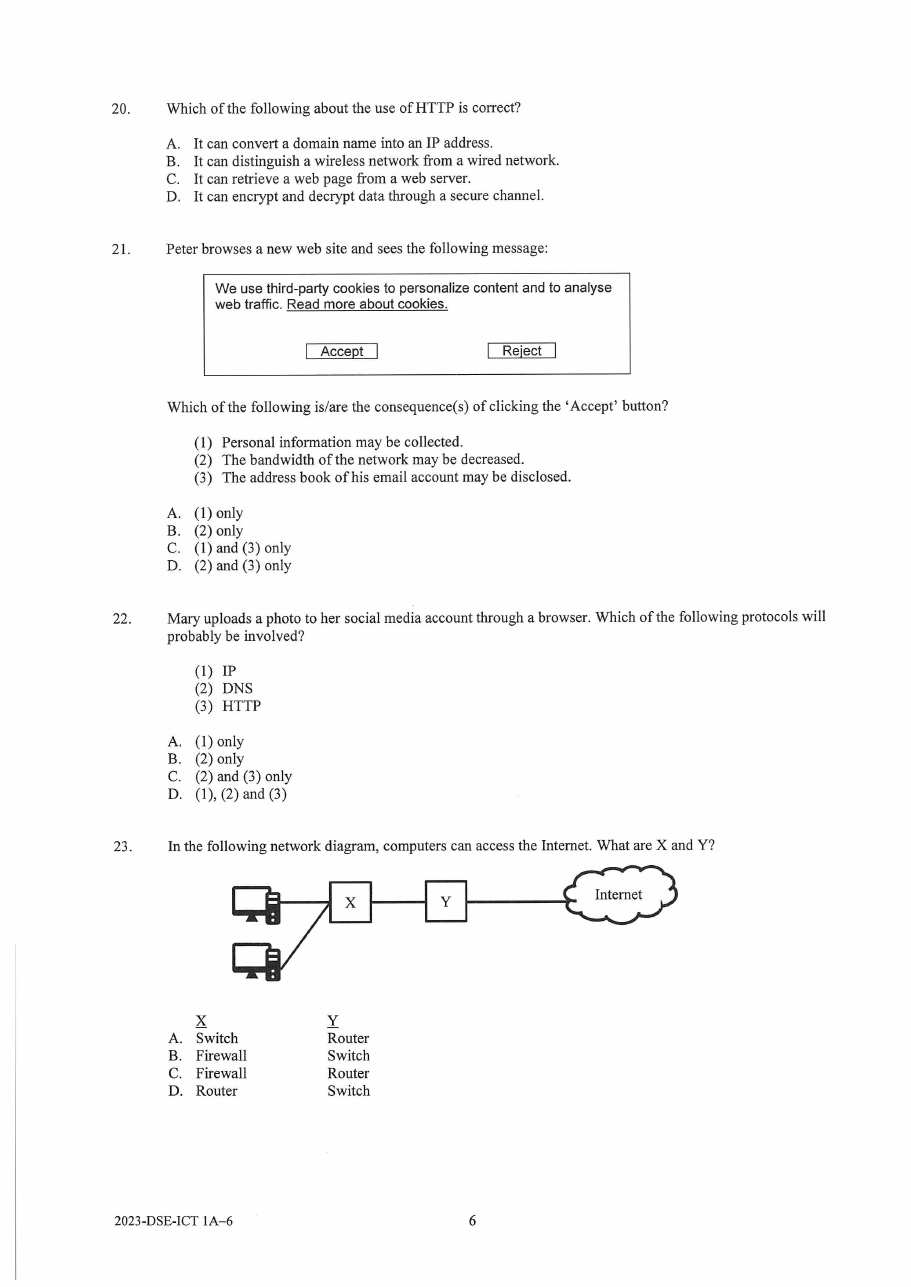 20. Which of the following about the use of HTTP is correct?
A. It can convert a domain name into an IP address.
B. It can distinguish a wireless network from a wired network.
C. It can retrieve a web page from a web server.
D. It can encrypt and decrypt data through a secure channel.
21. Peter browses a new web site and sees the following message:
We use third-party cookies to personalize content and to analyse
web traffic. Read more about cookies.
Accept Reject
Which of the following is/are the consequence(s) of clicking the ‘Accept’ button?
(1) Personal information may be collected.
(2) The bandwidth of the network may be decreased.
(3) The address book of his email account may be disclosed.
A. (1) only
B. (2) only
C. (1) and (3) only
D. (2) and (3) only
22. Mary uploads a photo to her social media account through a browser. Which of the following protocols will
probably be involved?
(1) IP
(2) DNS
(3) HTTP
A. (1) only
B. (2) only
C. (2) and (3) only
D. (1), (2) and (3)
23. In the following network diagram, computers can access the Internet. What are X and Y?
X Y Internet
X Y
A. Switch Router
B. Firewall Switch
C. Firewall Router
D. Router Switch
2023-DSE-ICT 1A–6 6